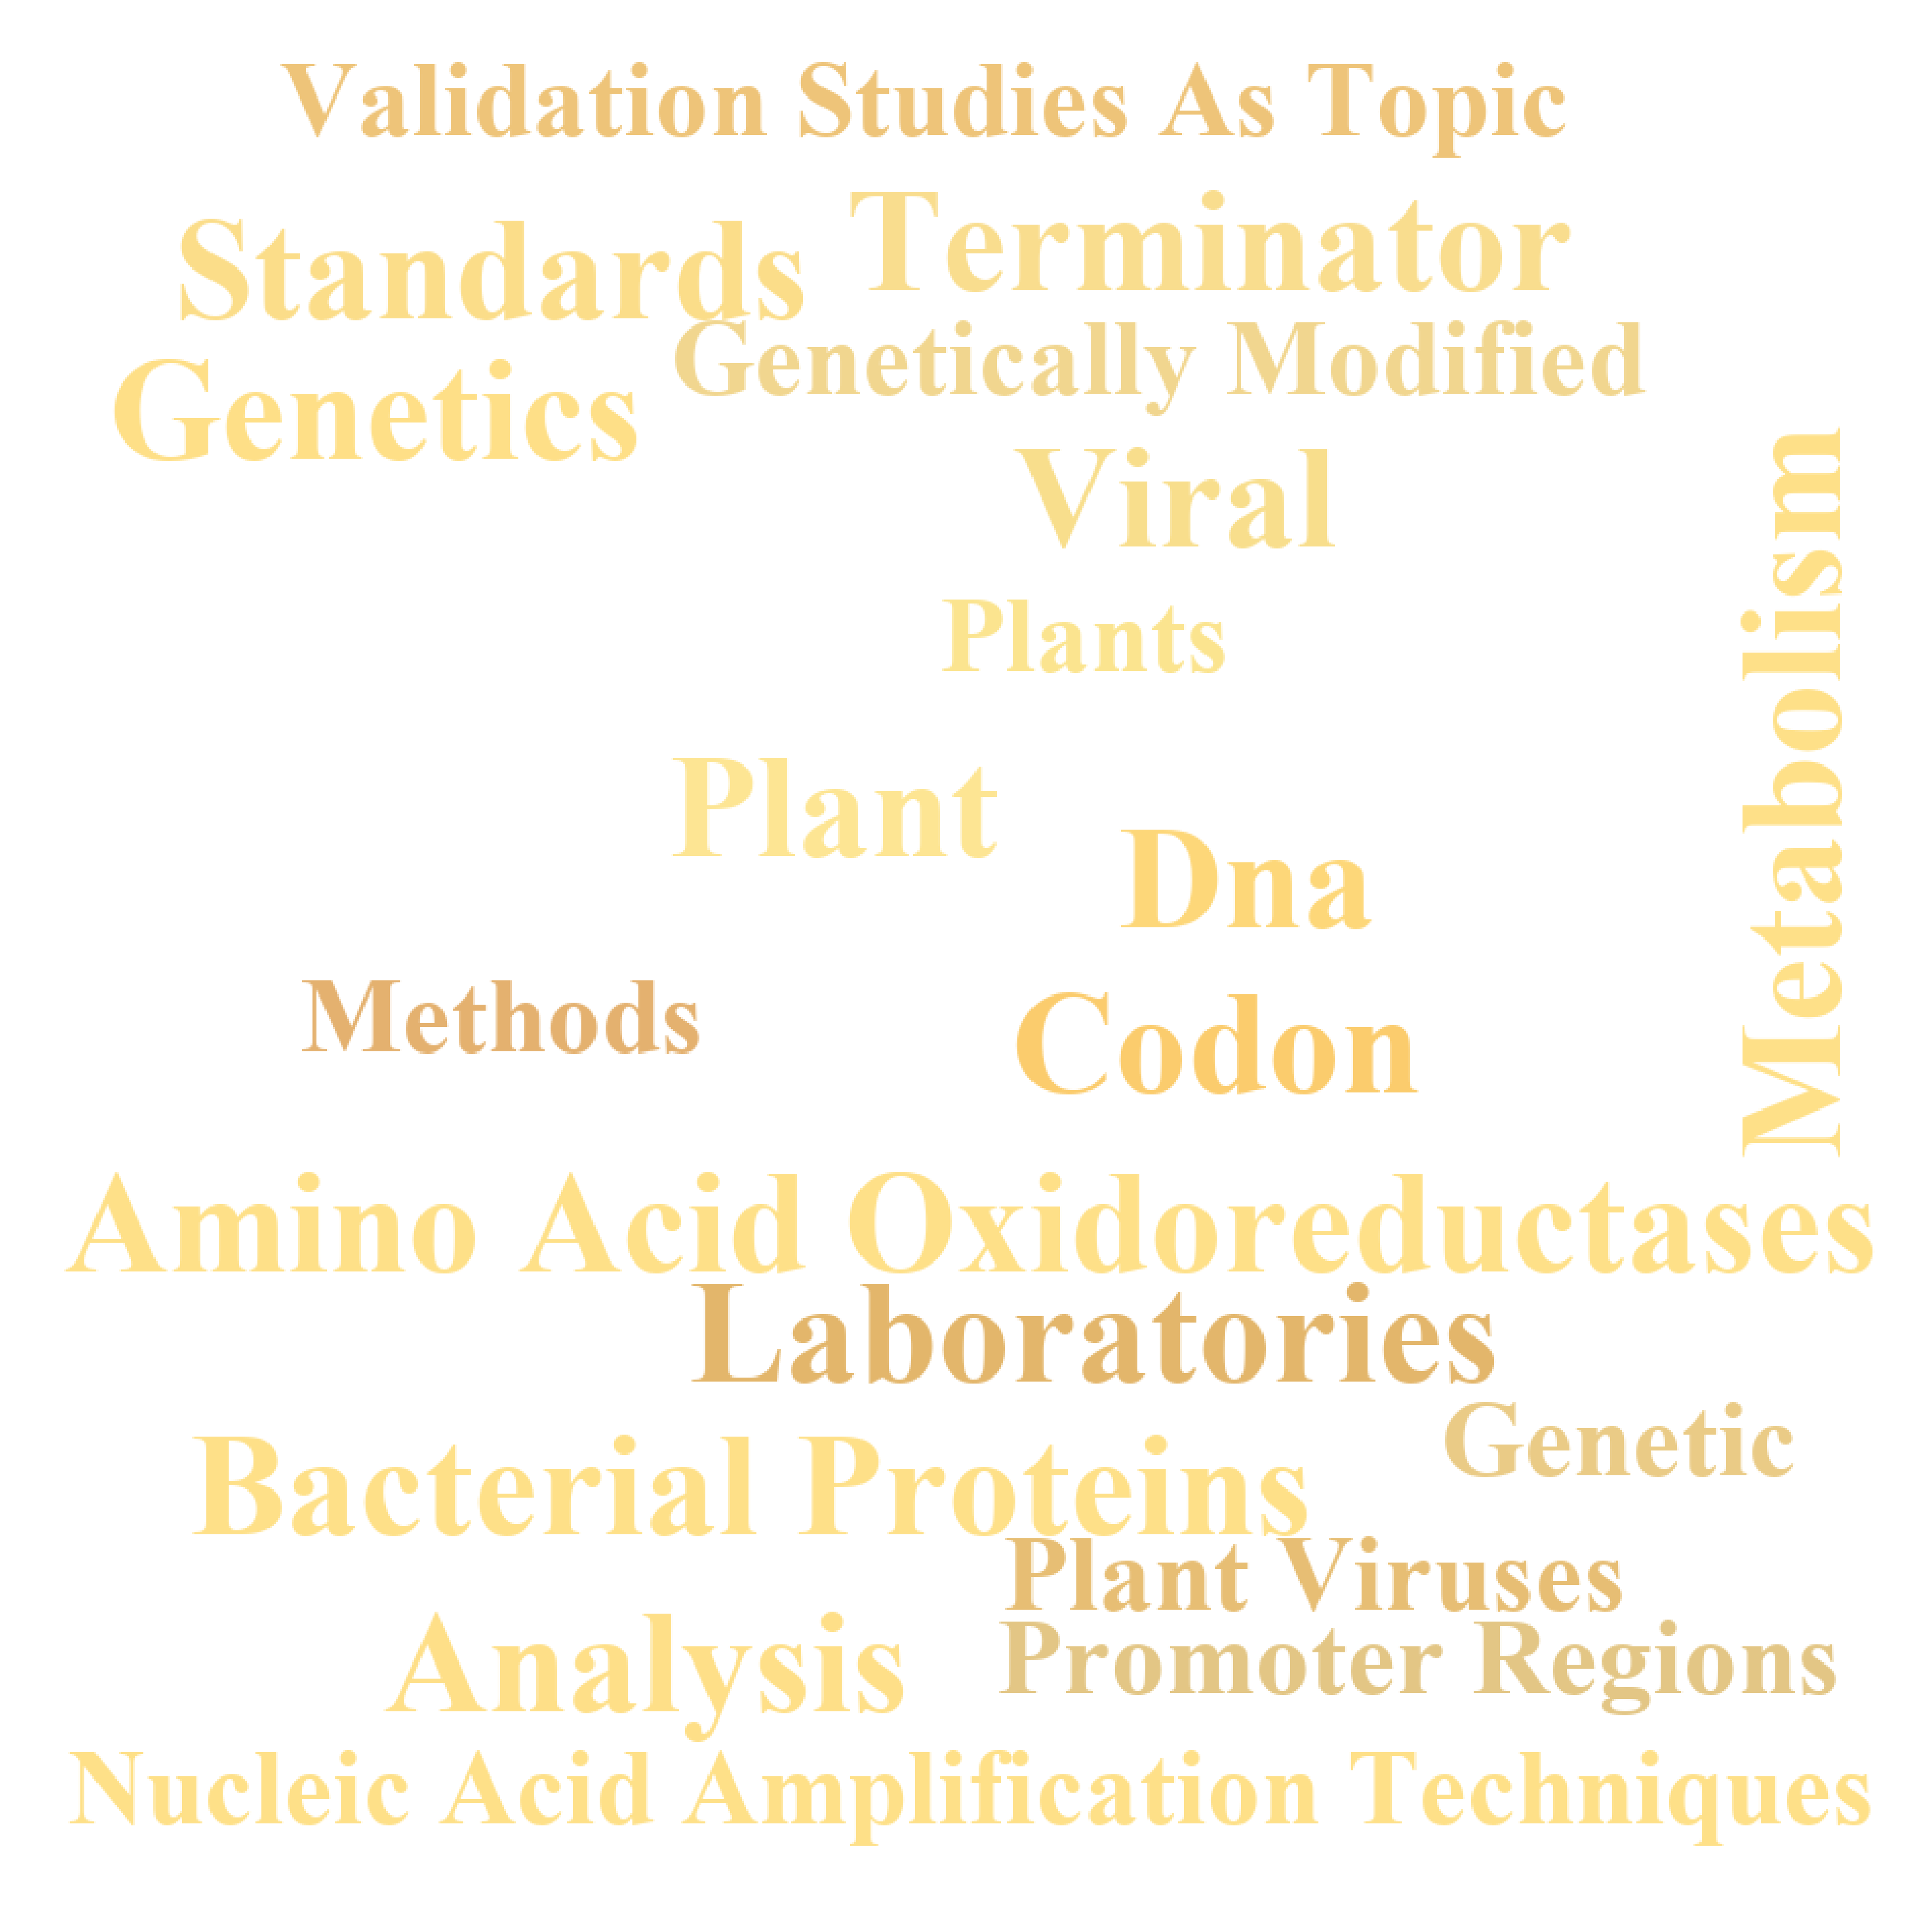 Validation Studies As Topic
Terminator
Standards
Genetically Modified
Genetics
Viral
Metabolism
Plants
Plant
Dna
Methods
Codon
Amino Acid Oxidoreductases
Laboratories
Genetic
Bacterial Proteins
Plant Viruses
Promoter Regions
Analysis
Nucleic Acid Amplification Techniques